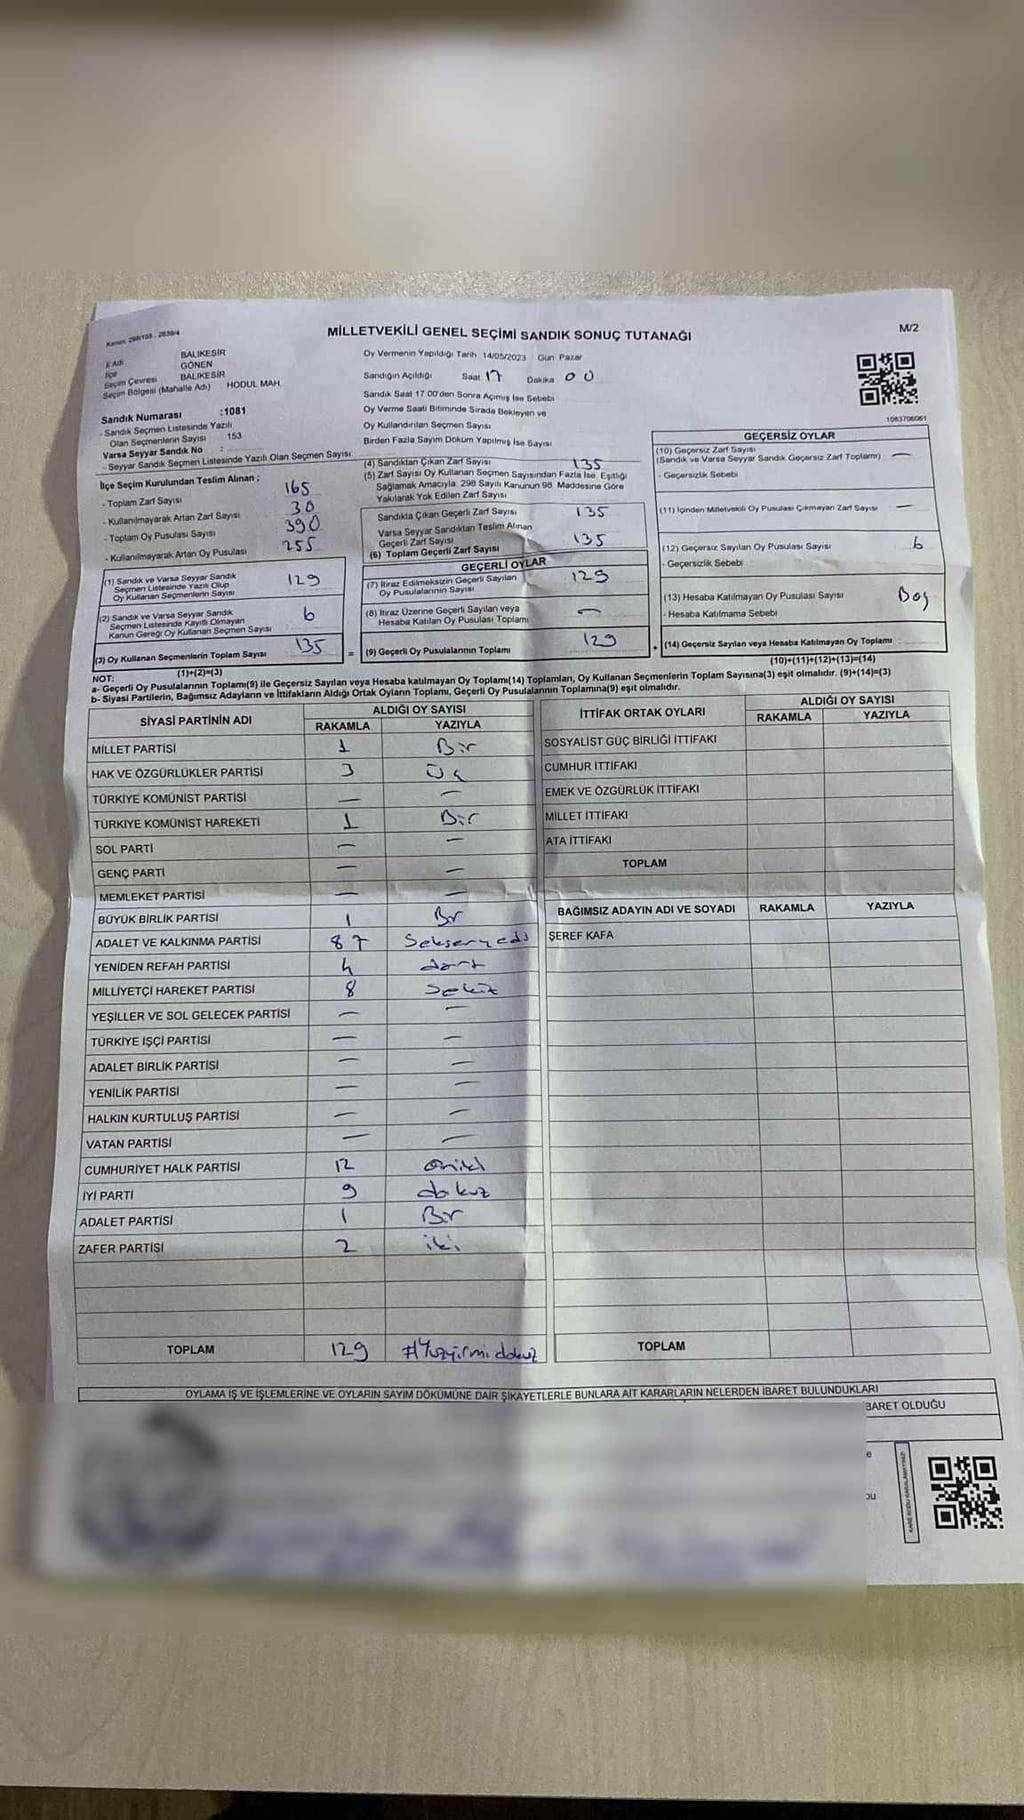 Kanun: 298/105 , 2839/4
MİLLETVEKİLİ GENEL SEÇİMİ SANDIK SONUÇ TUTANAĞI
M/2
İl Adı BALIKESİR
İlçe GÖNEN
Seçim Çevresi BALIKESİR
Seçim Bölgesi (Mahalle Adı) HODUL MAH.
Sandık Numarası :1081
- Sandık Seçmen Listesinde Yazılı
Olan Seçmenlerin Sayısı 153
Varsa Seyyar Sandık No :
- Seyyar Sandık Seçmen Listesinde Yazılı Olan Seçmen Sayısı:
İlçe Seçim Kurulundan Teslim Alınan ;
- Toplam Zarf Sayısı 165
- Kullanılmayarak Artan Zarf Sayısı 30
- Toplam Oy Pusulası Sayısı 390
- Kullanılmayarak Artan Oy Pusulası 255
(1) Sandık ve Varsa Seyyar Sandık
Seçmen Listesinde Yazılı Olup
Oy Kullanan Seçmenlerin Sayısı 129
(2) Sandık ve Varsa Seyyar Sandık
Seçmen Listesinde Kayıtlı Olmayan
Kanun Gereği Oy Kullanan Seçmen Sayısı 6
(3) Oy Kullanan Seçmenlerin Toplam Sayısı 135
(1)+(2)=(3)
Oy Vermenin Yapıldığı Tarih 14/05/2023 Gün Pazar
Sandığın Açıldığı Saat 17 Dakika 00
Sandık Saat 17.00'den Sonra Açımış İse Sebebi
Oy Verme Saati Bitiminde Sırada Bekleyen ve
Oy Kullandırılan Seçmen Sayısı
Birden Fazla Sayım Döküm Yapılmış İse Sayısı
(4) Sandıktan Çıkan Zarf Sayısı 135
(5) Zarf Sayısı Oy Kullanan Seçmen Sayısından Fazla İse, Eşitliği
Sağlamak Amacıyla; 298 Sayılı Kanunun 98. Maddesine Göre
Yakılarak Yok Edilen Zarf Sayısı
Sandıkta Çıkan Geçerli Zarf Sayısı 135
Varsa Seyyar Sandıktan Teslim Alınan
Geçerli Zarf Sayısı
(6) Toplam Geçerli Zarf Sayısı 135
GEÇERLİ OYLAR
(7) İtiraz Edilmeksizin Geçerli Sayılan
Oy Pusulalarının Sayısı 129
(8) İtiraz Üzerine Geçerli Sayılan veya
Hesaba Katılan Oy Pusulası Toplamı —
= (9) Geçerli Oy Pusulalarının Toplamı 129
1083708061
GEÇERSİZ OYLAR
(10) Geçersiz Zarf Sayısı
(Sandık ve Varsa Seyyar Sandık Geçersiz Zarf Toplamı) —
- Geçersizlik Sebebi
(11) İçinden Milletvekili Oy Pusulası Çıkmayan Zarf Sayısı —
(12) Geçersiz Sayılan Oy Pusulası Sayısı 6
- Geçersizlik Sebebi
(13) Hesaba Katılmayan Oy Pusulası Sayısı Boş
- Hesaba Katılmama Sebebi
+ (14) Geçersiz Sayılan veya Hesaba Katılmayan Oy Toplamı :
(10)+(11)+(12)+(13)=(14)
NOT:
a- Geçerli Oy Pusulalarının Toplamı(9) ile Geçersiz Sayılan veya Hesaba katılmayan Oy Toplamı(14) Toplamları, Oy Kullanan Seçmenlerin Toplam Sayısına(3) eşit olmalıdır. (9)+(14)=(3)
b- Siyasi Partilerin, Bağımsız Adayların ve İttifakların Aldığı Ortak Oyların Toplamı, Geçerli Oy Pusulalarının Toplamına(9) eşit olmalıdır.
SİYASİ PARTİNİN ADI ALDIĞI OY SAYISI
RAKAMLA YAZIYLA
MİLLET PARTİSİ 1 Bir
HAK VE ÖZGÜRLÜKLER PARTİSİ 3 Üç
TÜRKİYE KOMÜNİST PARTİSİ — —
TÜRKİYE KOMÜNİST HAREKETİ 1 Bir
SOL PARTİ — —
GENÇ PARTİ — —
MEMLEKET PARTİSİ — —
BÜYÜK BİRLİK PARTİSİ 1 Bir
ADALET VE KALKINMA PARTİSİ 87 Seksenyedi
YENİDEN REFAH PARTİSİ 4 dört
MİLLİYETÇİ HAREKET PARTİSİ 8 Sekiz
YEŞİLLER VE SOL GELECEK PARTİSİ — —
TÜRKİYE İŞÇİ PARTİSİ — —
ADALET BİRLİK PARTİSİ — —
YENİLİK PARTİSİ — —
HALKIN KURTULUŞ PARTİSİ — —
VATAN PARTİSİ — —
CUMHURİYET HALK PARTİSİ 12 oniki
İYİ PARTİ 9 dokuz
ADALET PARTİSİ 1 Bir
ZAFER PARTİSİ 2 iki
TOPLAM 129 #Yüzyirmidokuz
İTTİFAK ORTAK OYLARI ALDIĞI OY SAYISI
RAKAMLA YAZIYLA
SOSYALİST GÜÇ BİRLİĞİ İTTİFAKI
CUMHUR İTTİFAKI
EMEK VE ÖZGÜRLÜK İTTİFAKI
MİLLET İTTİFAKI
ATA İTTİFAKI
TOPLAM
BAĞIMSIZ ADAYIN ADI VE SOYADI RAKAMLA YAZIYLA
ŞEREF KAFA
TOPLAM
OYLAMA İŞ VE İŞLEMLERİNE VE OYLARIN SAYIM DÖKÜMÜNE DAİR ŞİKAYETLERLE BUNLARA AİT KARARLARIN NELERDEN İBARET BULUNDUKLARI
BARET OLDUĞU